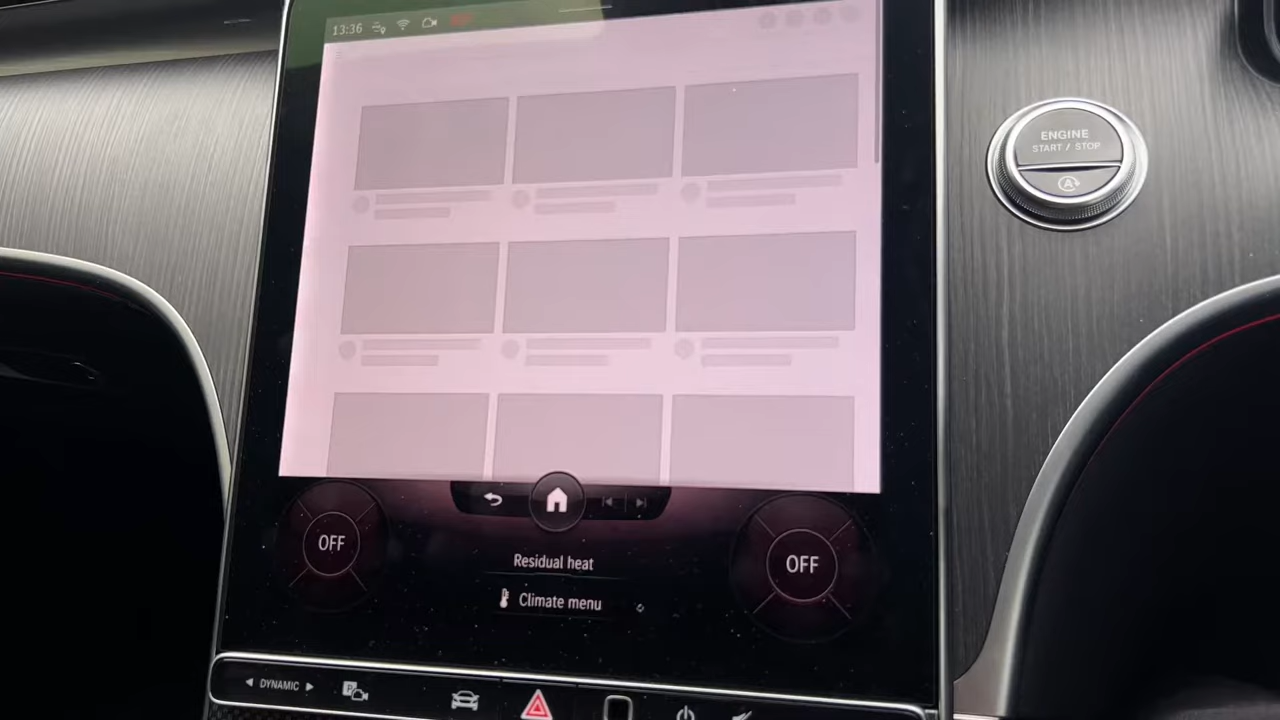 13:36
ENGINE
START / STOP
A
OFF
OFF
Residual heat
Climate menu
DYNAMIC
P